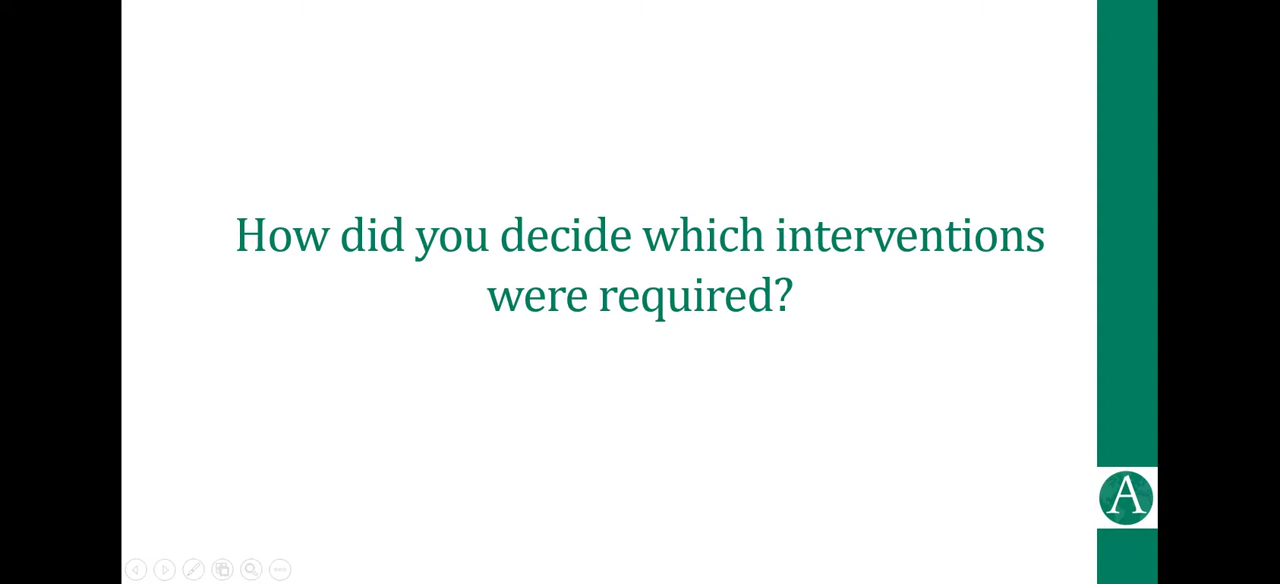 How did you decide which interventions
were required?
A